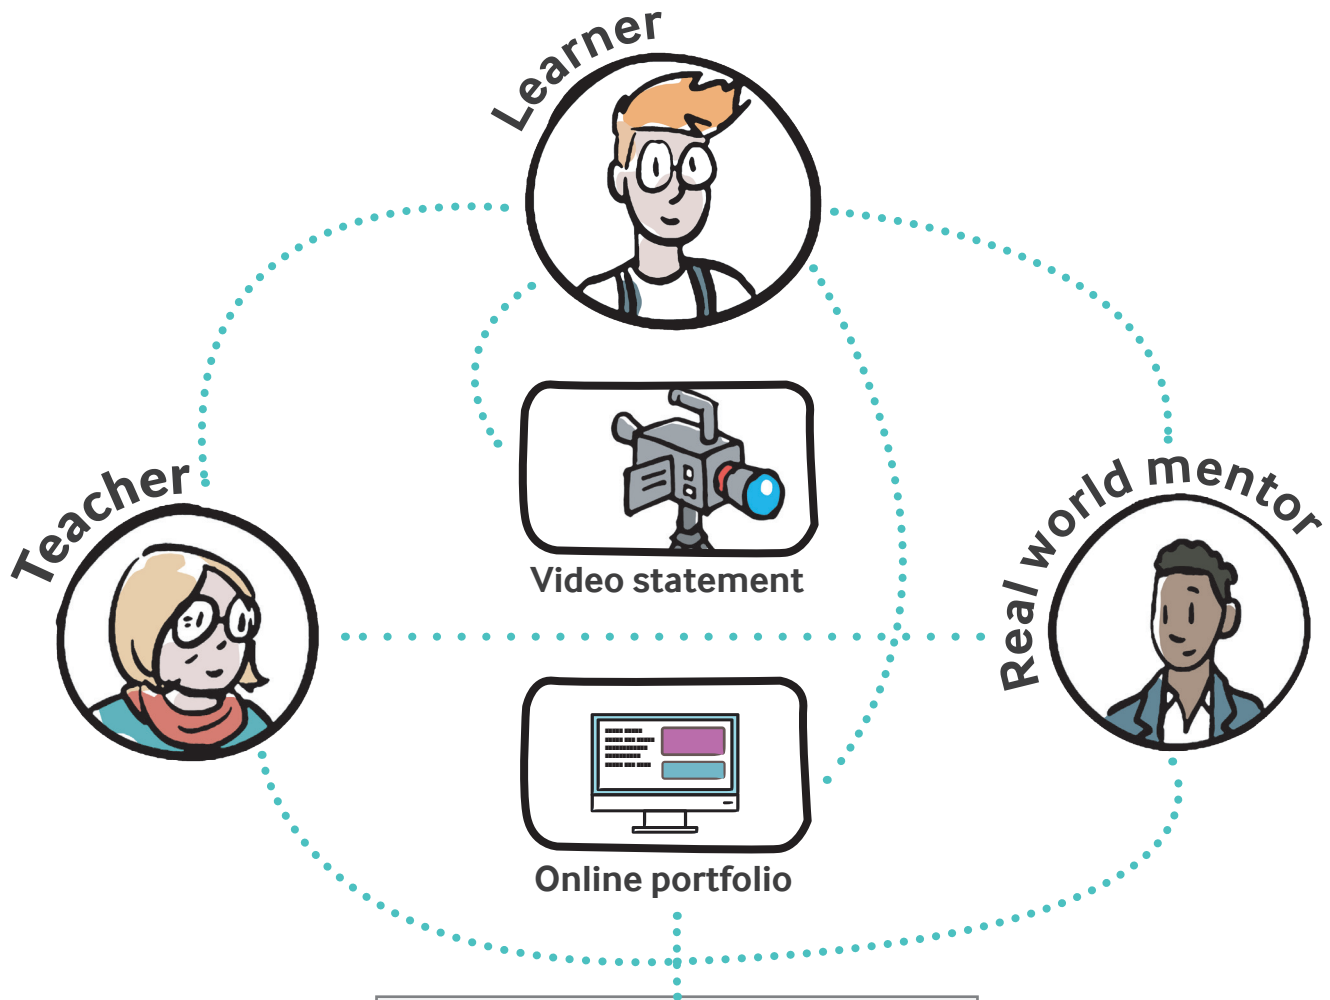 Learner
Teacher
Real world mentor
Video statement
Online portfolio